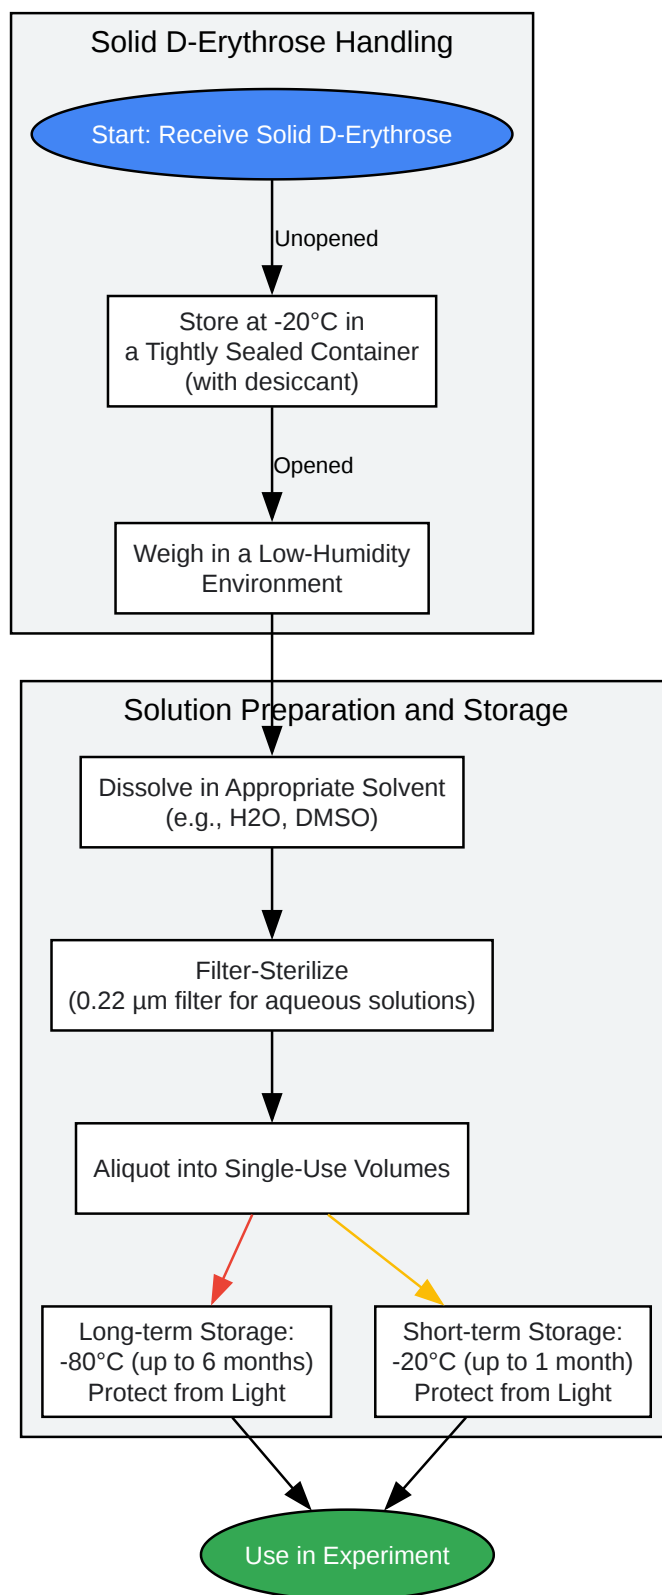 Solid D-Erythrose Handling
Start: Receive Solid D-Erythrose
Unopened
Store at -20°C in
a Tightly Sealed Container
(with desiccant)
Opened
Weigh in a Low-Humidity
Environment
Solution Preparation and Storage
Dissolve in Appropriate Solvent
(e.g., H2O, DMSO)
Filter-Sterilize
(0.22 µm filter for aqueous solutions)
Aliquot into Single-Use Volumes
Long-term Storage:
-80°C (up to 6 months)
Protect from Light
Short-term Storage:
-20°C (up to 1 month)
Protect from Light
Use in Experiment